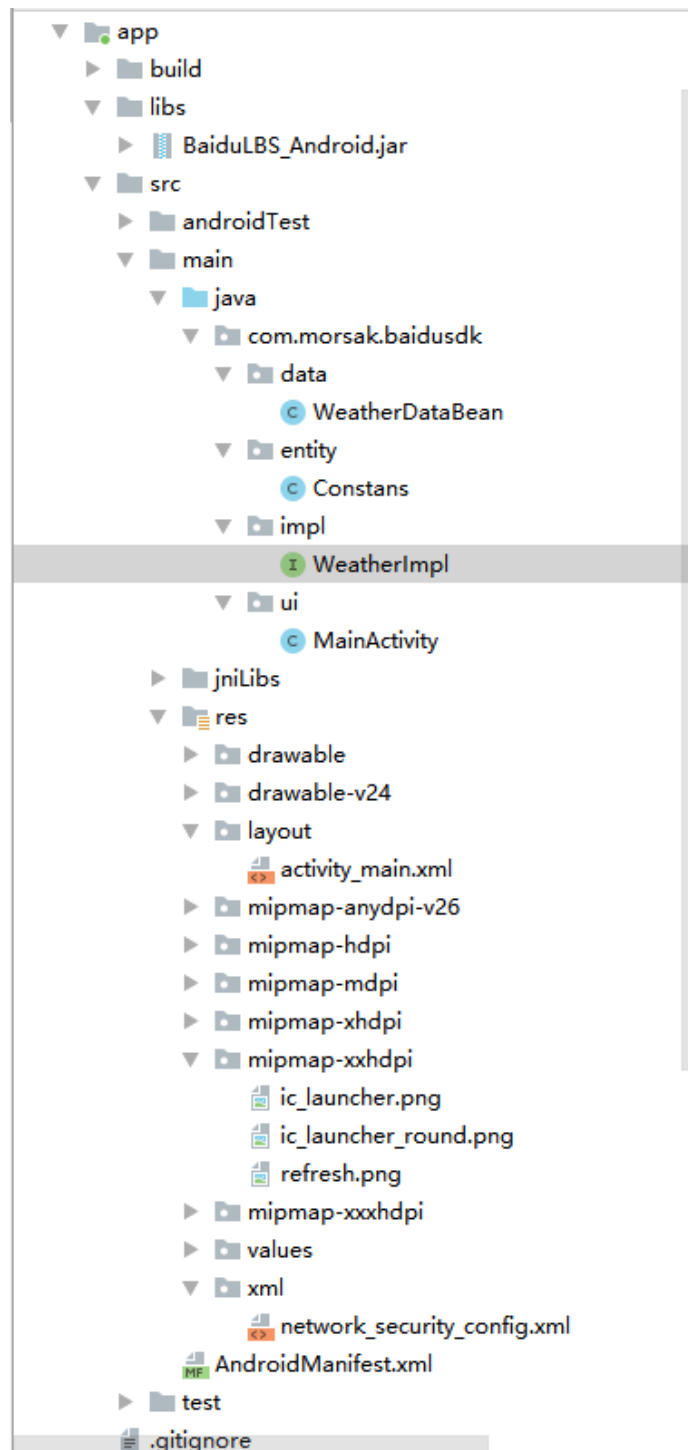 app
build
libs
BaiduLBS_Android.jar
src
androidTest
main
java
com.morsak.baidusdk
data
WeatherDataBean
entity
Constans
impl
WeatherImpl
ui
MainActivity
jniLibs
res
drawable
drawable-v24
layout
activity_main.xml
mipmap-anydpi-v26
mipmap-hdpi
mipmap-mdpi
mipmap-xhdpi
mipmap-xxhdpi
ic_launcher.png
ic_launcher_round.png
refresh.png
mipmap-xxxhdpi
values
xml
network_security_config.xml
AndroidManifest.xml
test
.gitignore